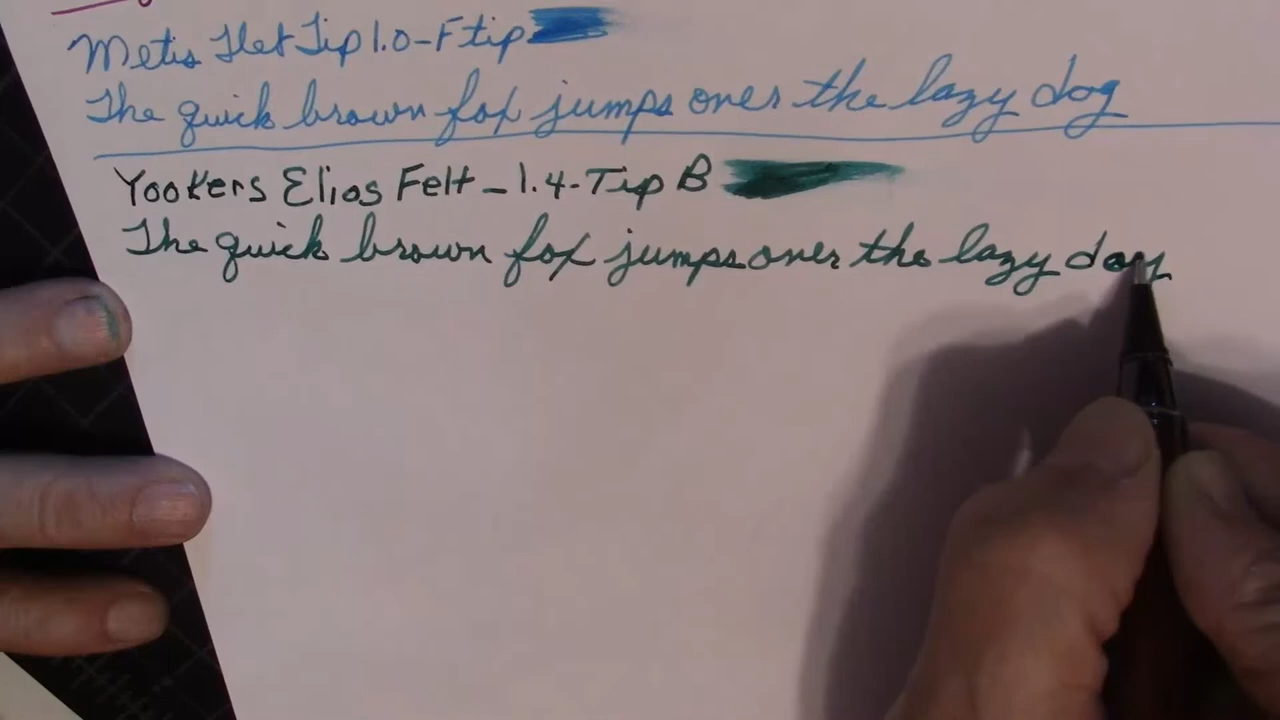 Metis Flet Tip 1.0-F tip
The quick brown fox jumps over the lazy dog
Yookers Elios Felt - 1.4-Tip B
The quick brown fox jumps over the lazy dog